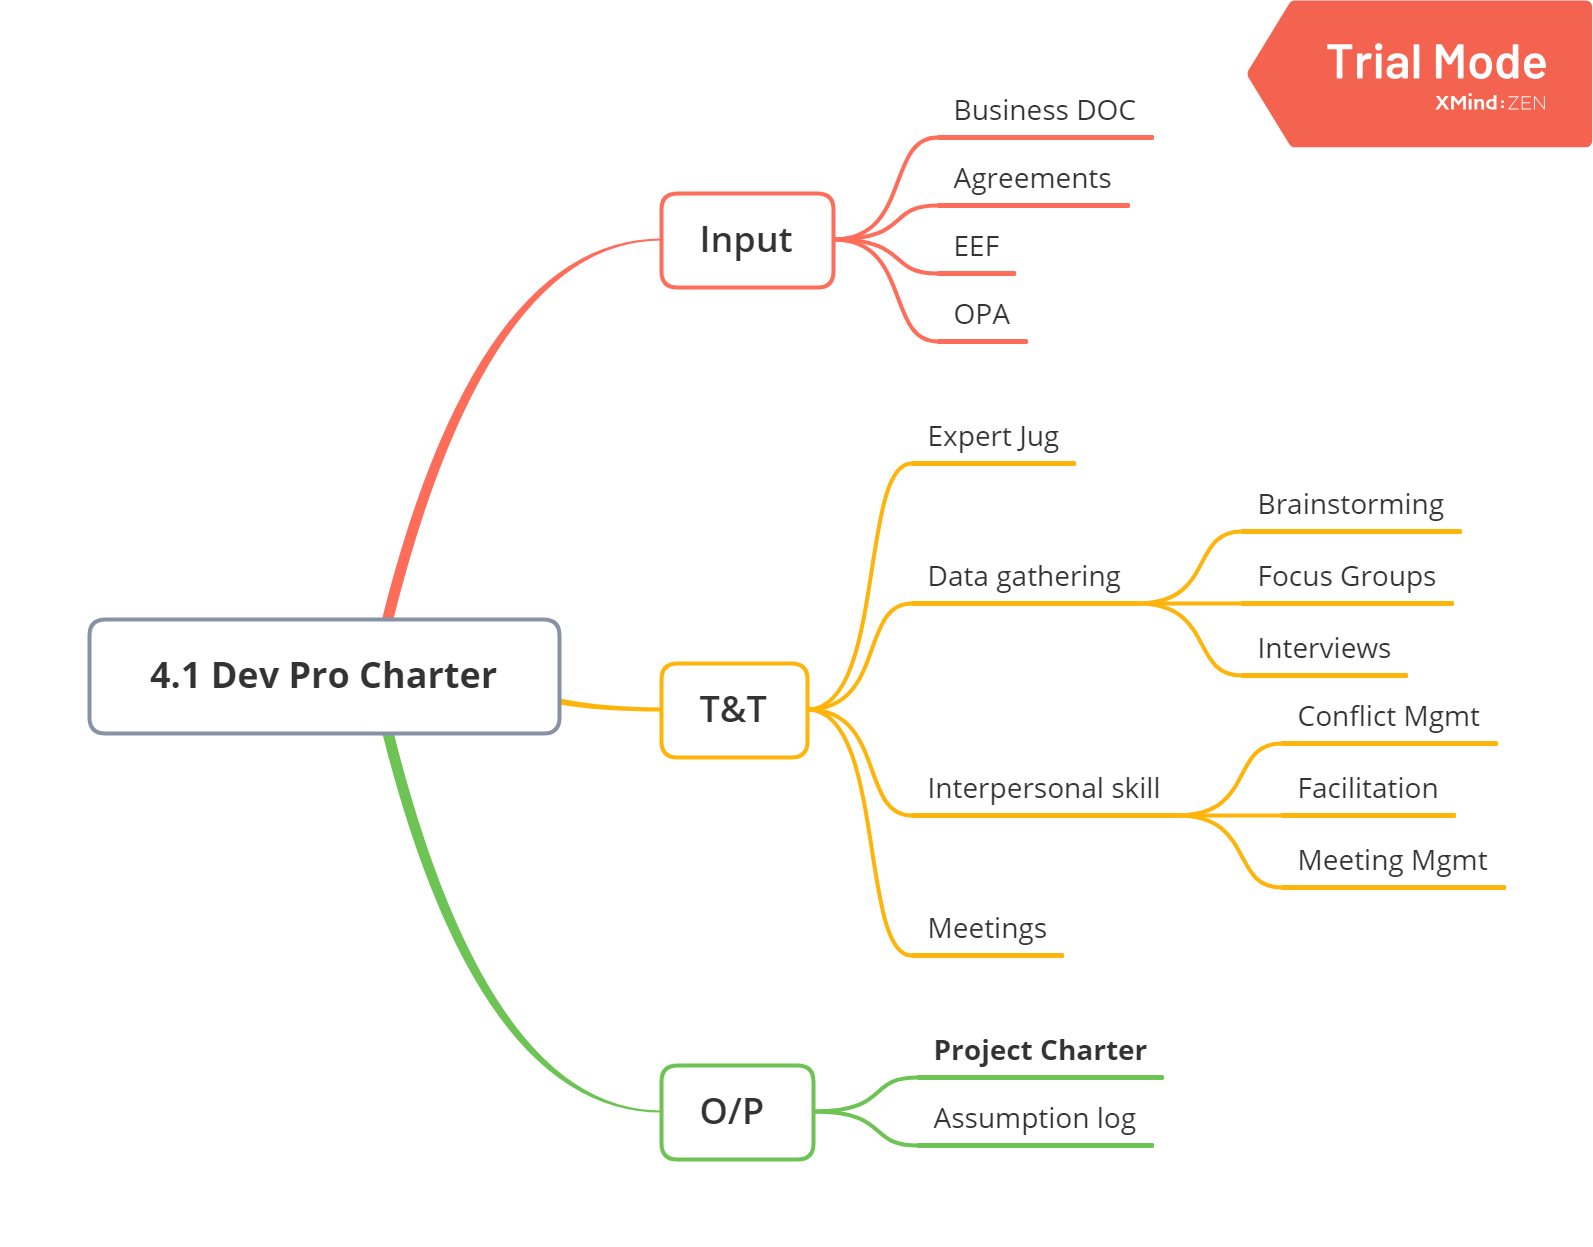 Trial Mode
XMind:ZEN
Business DOC
Agreements
Input
EEF
OPA
Expert Jug
Brainstorming
Data gathering
Focus Groups
Interviews
4.1 Dev Pro Charter
T&T
Conflict Mgmt
Interpersonal skill
Facilitation
Meeting Mgmt
Meetings
Project Charter
O/P
Assumption log